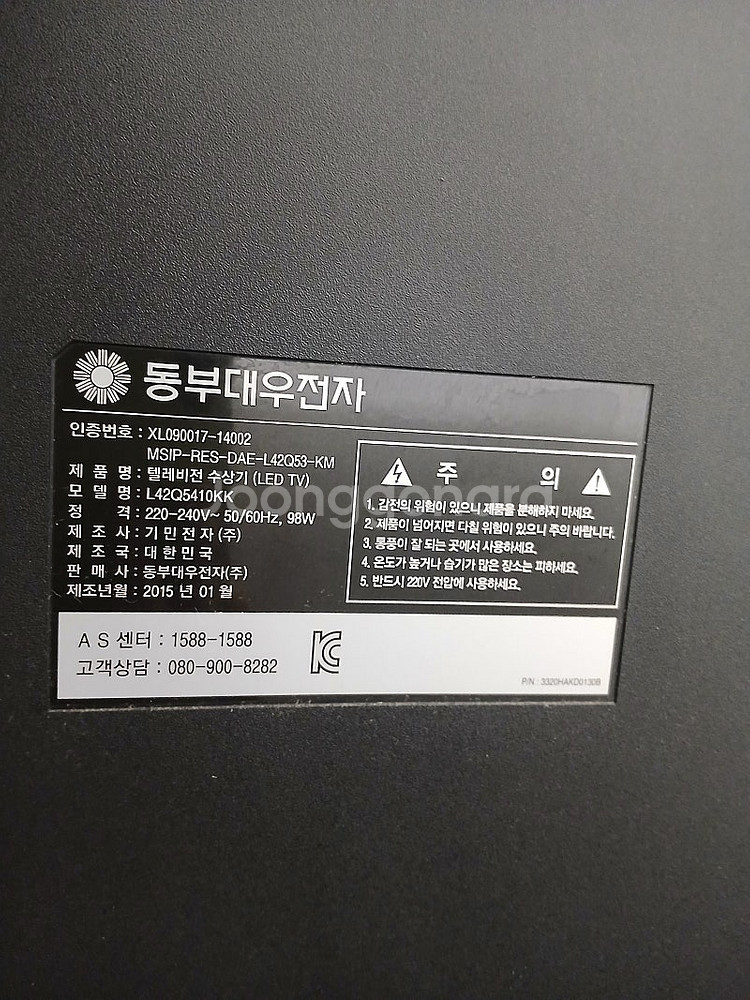 동부대우전자
인증번호 : XL090017-14002
MSIP-RES-DAE-L42Q53-KM
제 품 명 : 텔레비전 수상기 (LED TV)
모 델 명 : L42Q5410KK
정 격 : 220-240V~ 50/60Hz, 98W
제 조 사 : 기민전자 (주)
제 조 국 : 대한민국
판 매 사 : 동부대우전자(주)
제조년월 : 2015 년 01 월
주 의
1. 감전의 위험이 있으니 제품을 분해하지 마세요.
2. 제품이 넘어지면 다칠 위험이 있으니 주의 바랍니다.
3. 통풍이 잘 되는 곳에서 사용하세요.
4. 온도가 높거나 습기가 많은 장소는 피하세요.
5. 반드시 220V 전압에 사용하세요.
A S 센터 : 1588-1588
고객상담 : 080-900-8282
P/N : 3320HAKD0130B
joongoonara